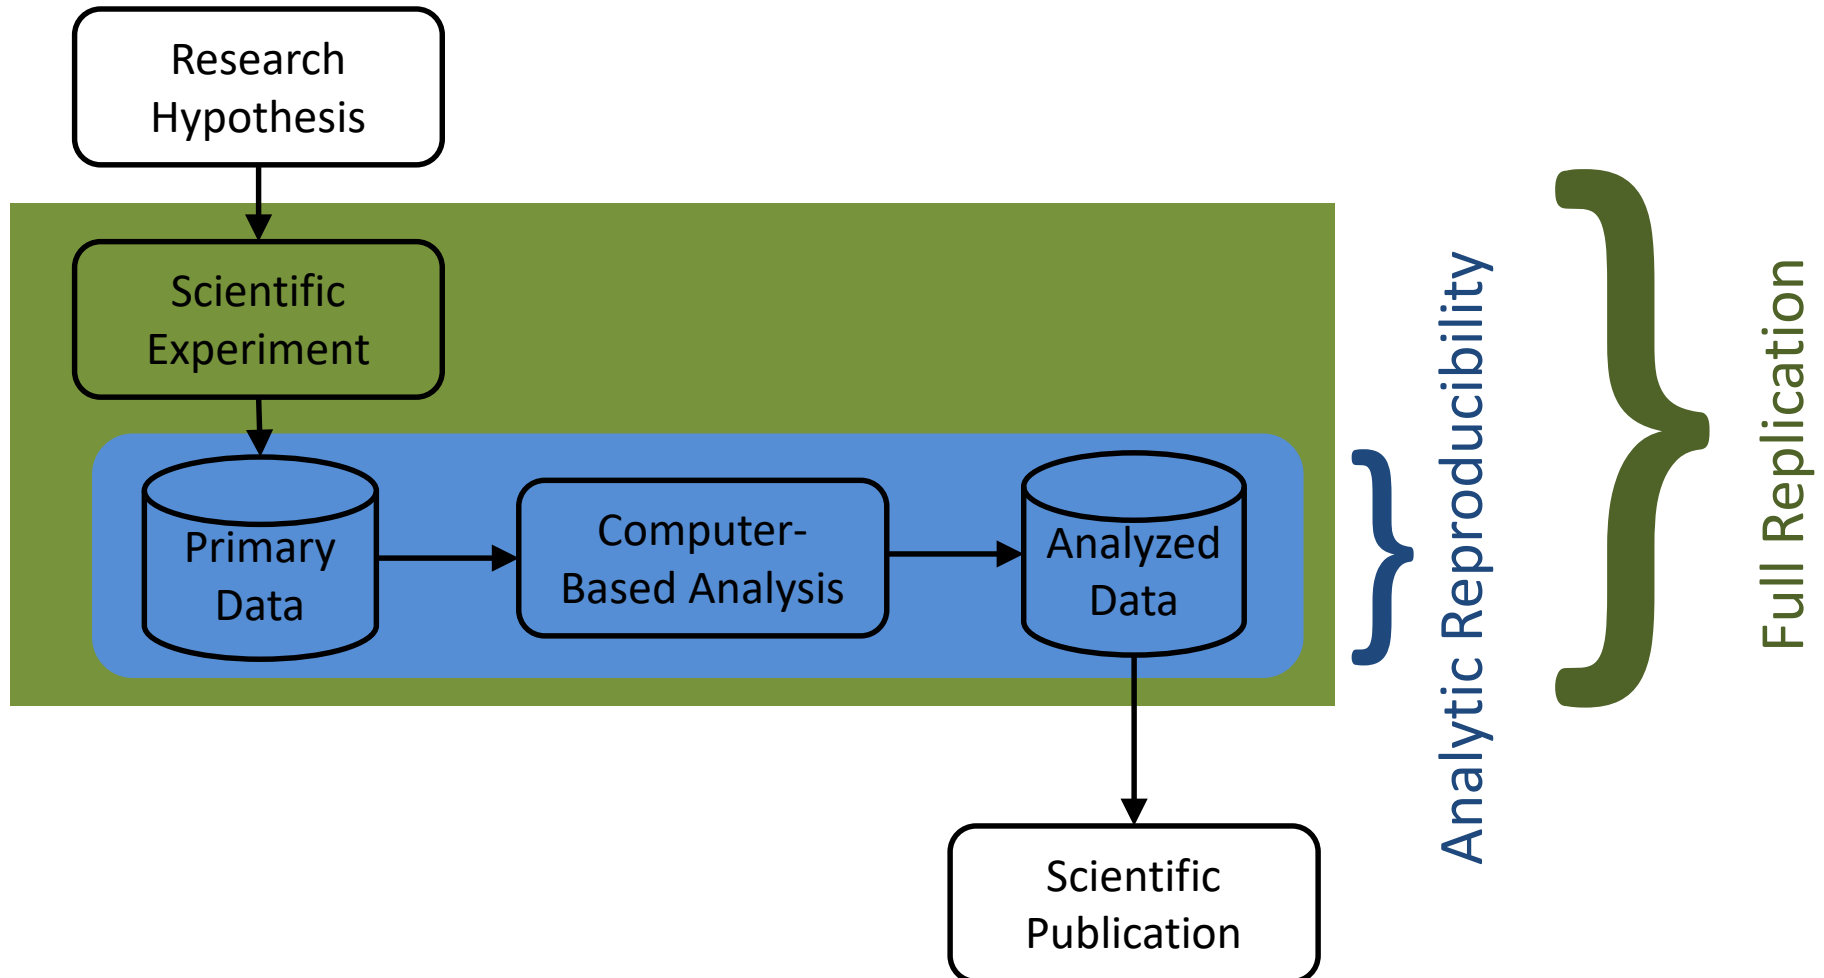 Research
Hypothesis
Scientific
Experiment
Primary
Data
Computer-
Based Analysis
Analyzed
Data
Scientific
Publication
Analytic Reproducibility
Full Replication